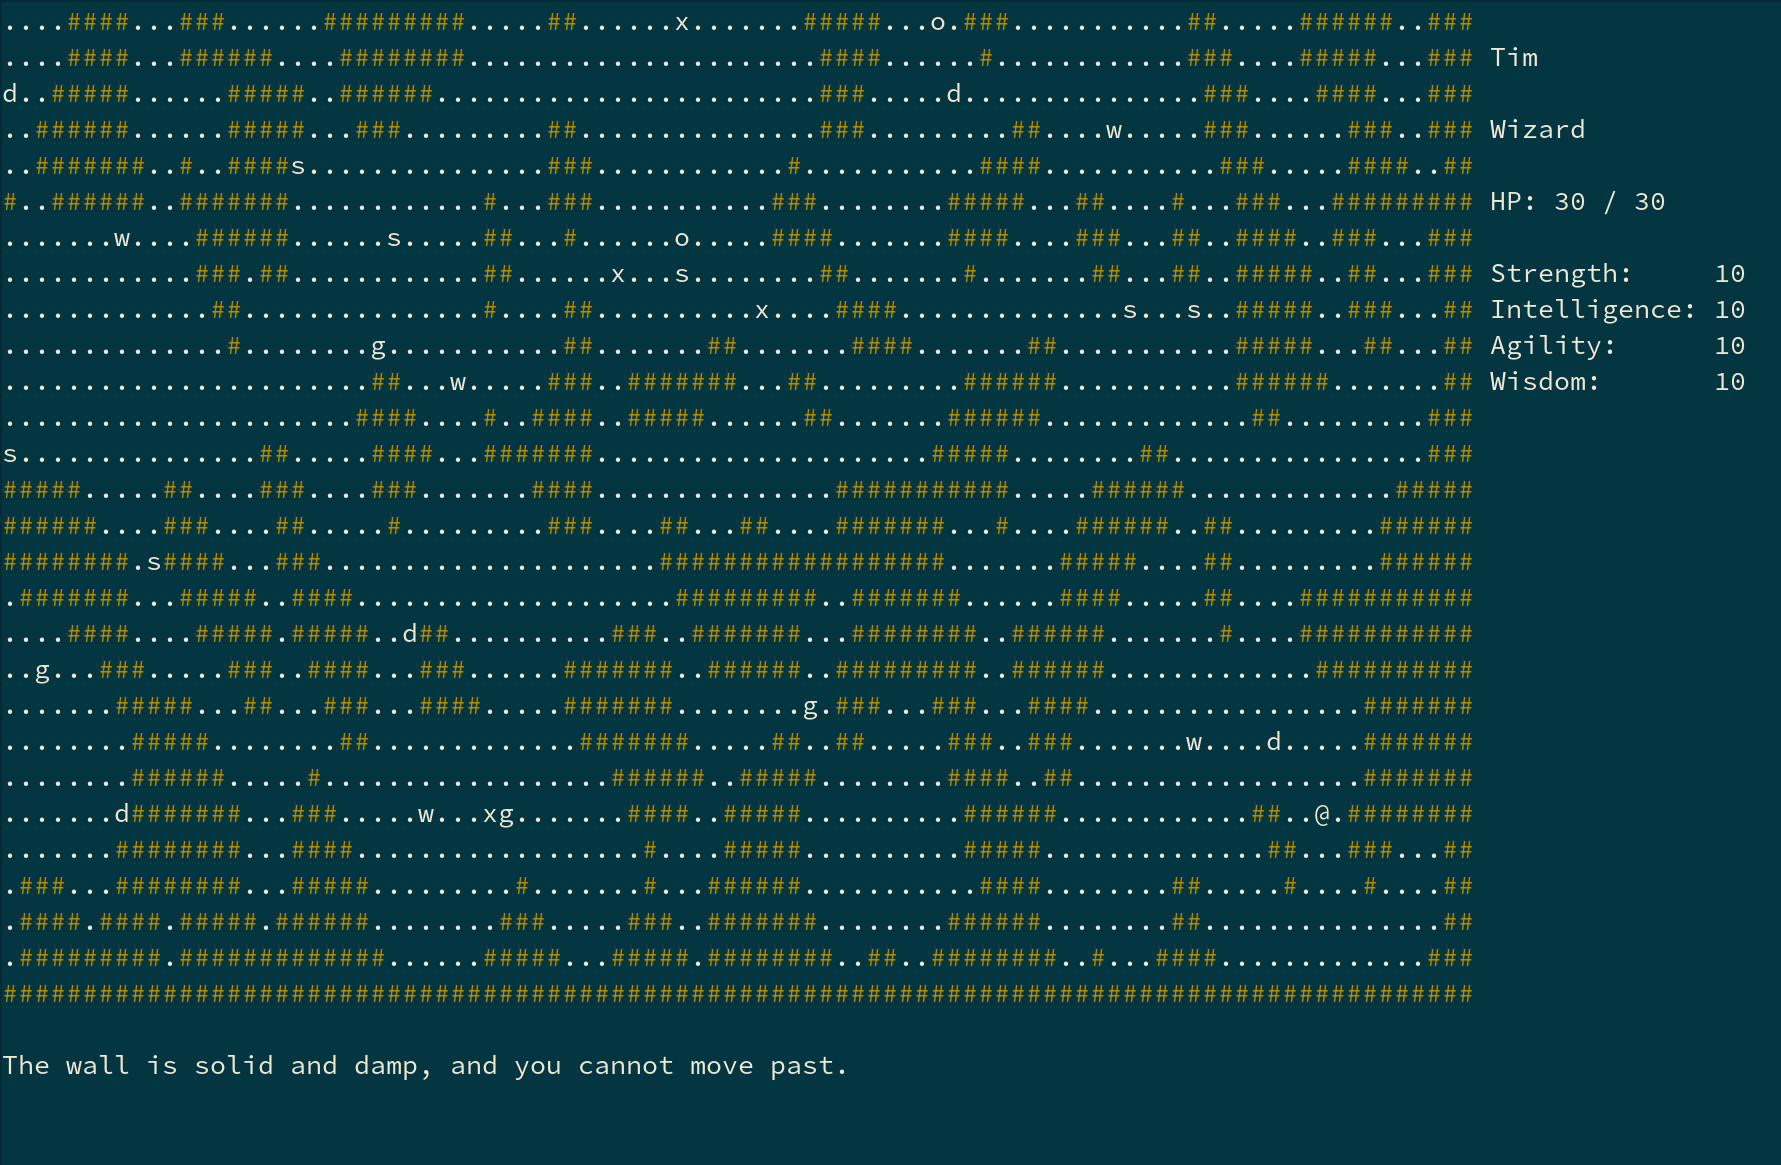 ....####...###......#########.....##......x.......#####...o.###...........##.....######..###
....####...######....########......................####......#............###....#####...### Tim
d..#####......#####..######........................###.....d...............###....####...###
..######......#####...###.........##...............###.........##....w.....###......###..### Wizard
..#######..#..####s...............###............#...........####...........###.....####..##
#..######..#######............#...###...........###........#####...##....#...###...######### HP: 30 / 30
.......w....######......s.....##...#......o.....####.......####....###...##..####..###...###
............###.##............##......x...s........##.......#.......##...##..#####..##...### Strength:     10
.............##...............#....##..........x....####..............s...s..#####..###...## Intelligence: 10
..............#........g...........##.......##.......####.......##...........#####...##...## Agility:      10
.......................##...w.....###..#######...##.........######...........######.......## Wisdom:       10
......................####....#..####..#####......##.......######.............##.........###
s...............##.....####...#######.....................#####........##................###
#####.....##....###....###.......####...............###########.....######.............#####
######....###....##.....#.........###....##...##....#######...#....######..##.........######
########.s####...###.....................##################.......#####....##.........######
.#######...#####..####....................#########..#######......####.....##....###########
....####....#####.#####..d##..........###..#######...########..######.......#....###########
..g...###.....###..####...###......#######..######..#########..######.............##########
.......#####...##...###...####.....#######........g.###...###...####.................#######
........#####........##.............#######.....##..##.....###..###.......w....d.....#######
........######.....#..................######..#####........####..##..................#######
.......d#######...###.....w...xg.......####..#####..........######............##..@.########
.......########...####..................#....#####..........#####..............##...###...##
.###...########...#####.........#.......#...######...........####........##.....#....#....##
.####.####.#####.######........###.....###..#######........######........##...............##
.#########.#############......#####...#####.########..##..########..#...####.............###
############################################################################################
The wall is solid and damp, and you cannot move past.